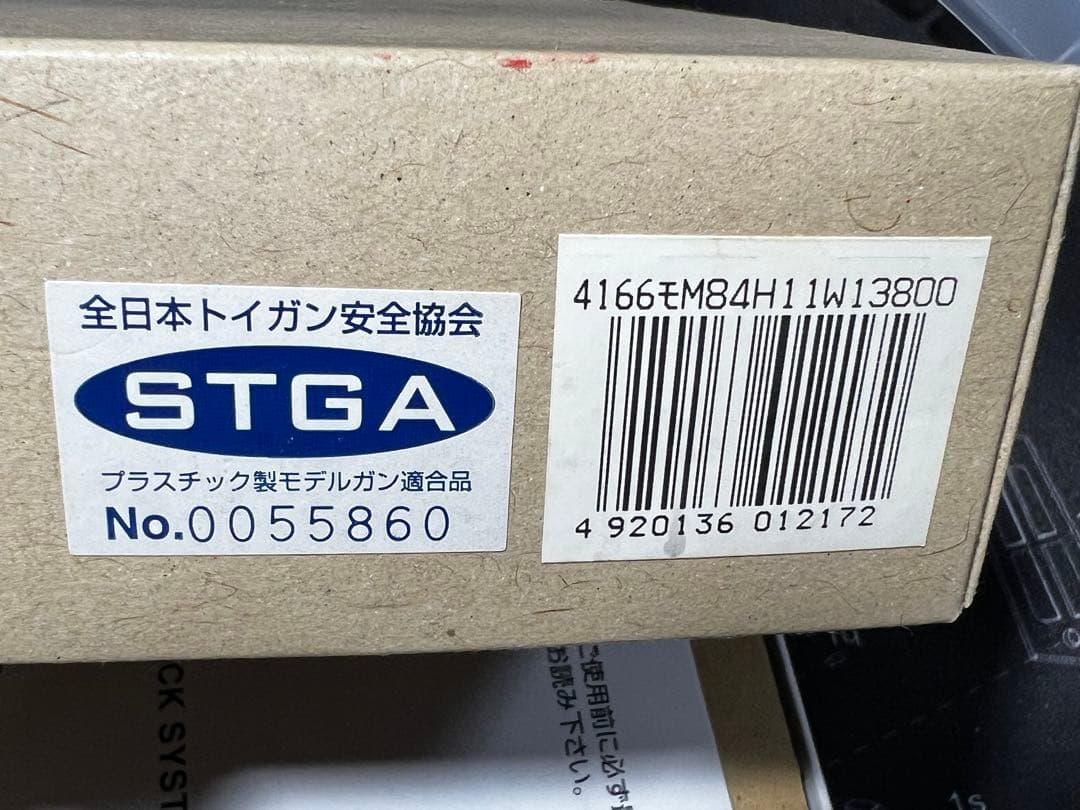 全日本トイガン安全協会
STGA
プラスチック製モデルガン適合品
No.0055860
4166モM84H11W13800
4 920136 012172
CK SYST
ご使用前に必ず
お読み下さい。
AS